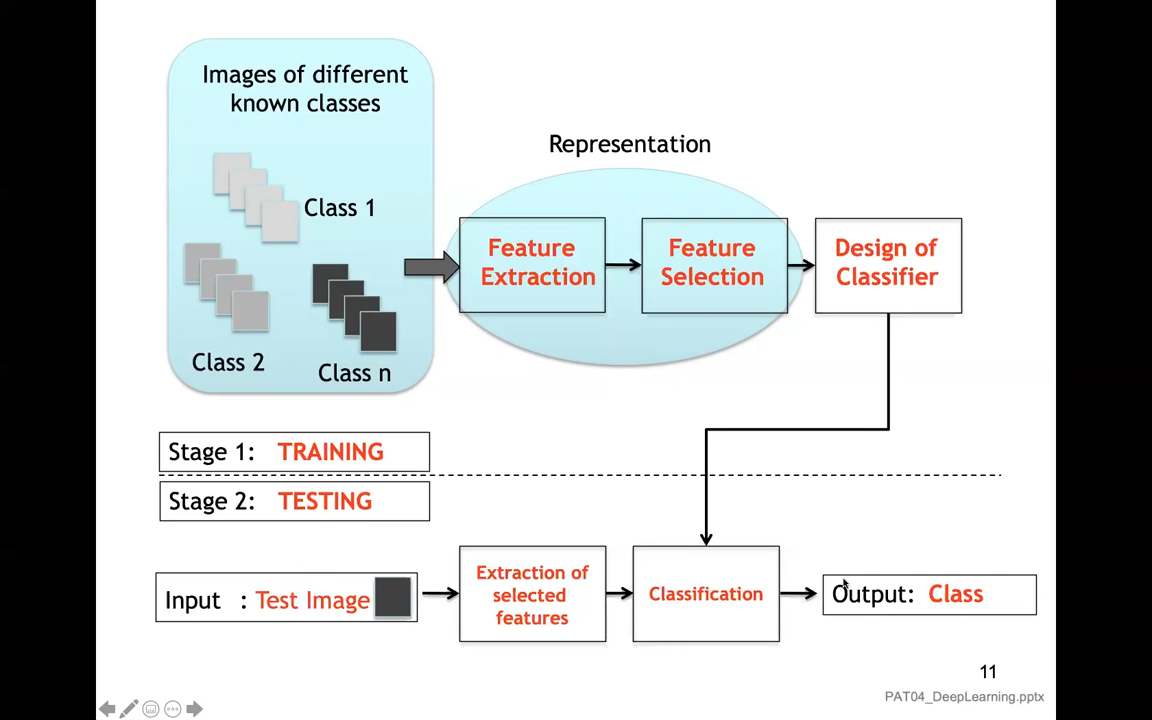 Images of different
known classes
Class 1
Class 2
Class n
Representation
Feature
Extraction
Feature
Selection
Design of
Classifier
Stage 1: TRAINING
Stage 2: TESTING
Input : Test Image
Extraction of
selected
features
Classification
Output: Class
11
PAT04_DeepLearning.pptx